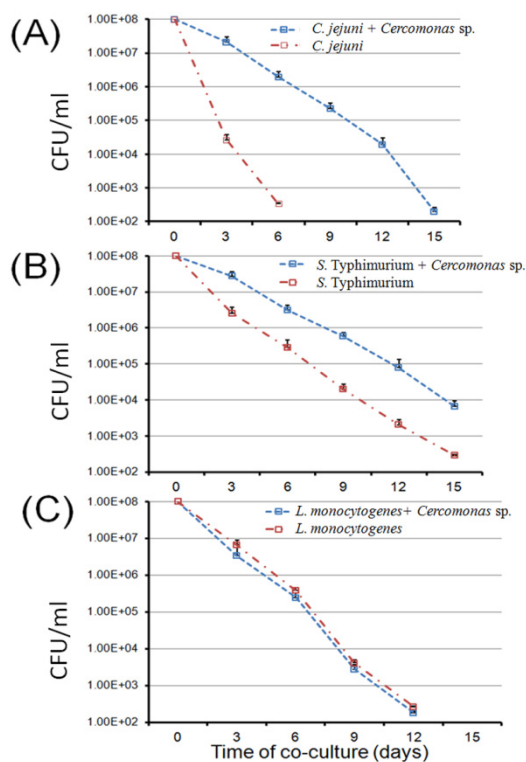 (A)
CFU/ml
1.00E+08
1.00E+07
1.00E+06
1.00E+05
1.00E+04
1.00E+03
1.00E+02
C. jejuni + Cercomonas sp.
C. jejuni
0 3 6 9 12 15
(B)
CFU/ml
1.00E+08
1.00E+07
1.00E+06
1.00E+05
1.00E+04
1.00E+03
1.00E+02
S. Typhimurium + Cercomonas sp.
S. Typhimurium
0 3 6 9 12 15
(C)
CFU/ml
1.00E+08
1.00E+07
1.00E+06
1.00E+05
1.00E+04
1.00E+03
1.00E+02
L. monocytogenes+ Cercomonas sp.
L. monocytogenes
0 3 6 9 12 15
Time of co-culture (days)